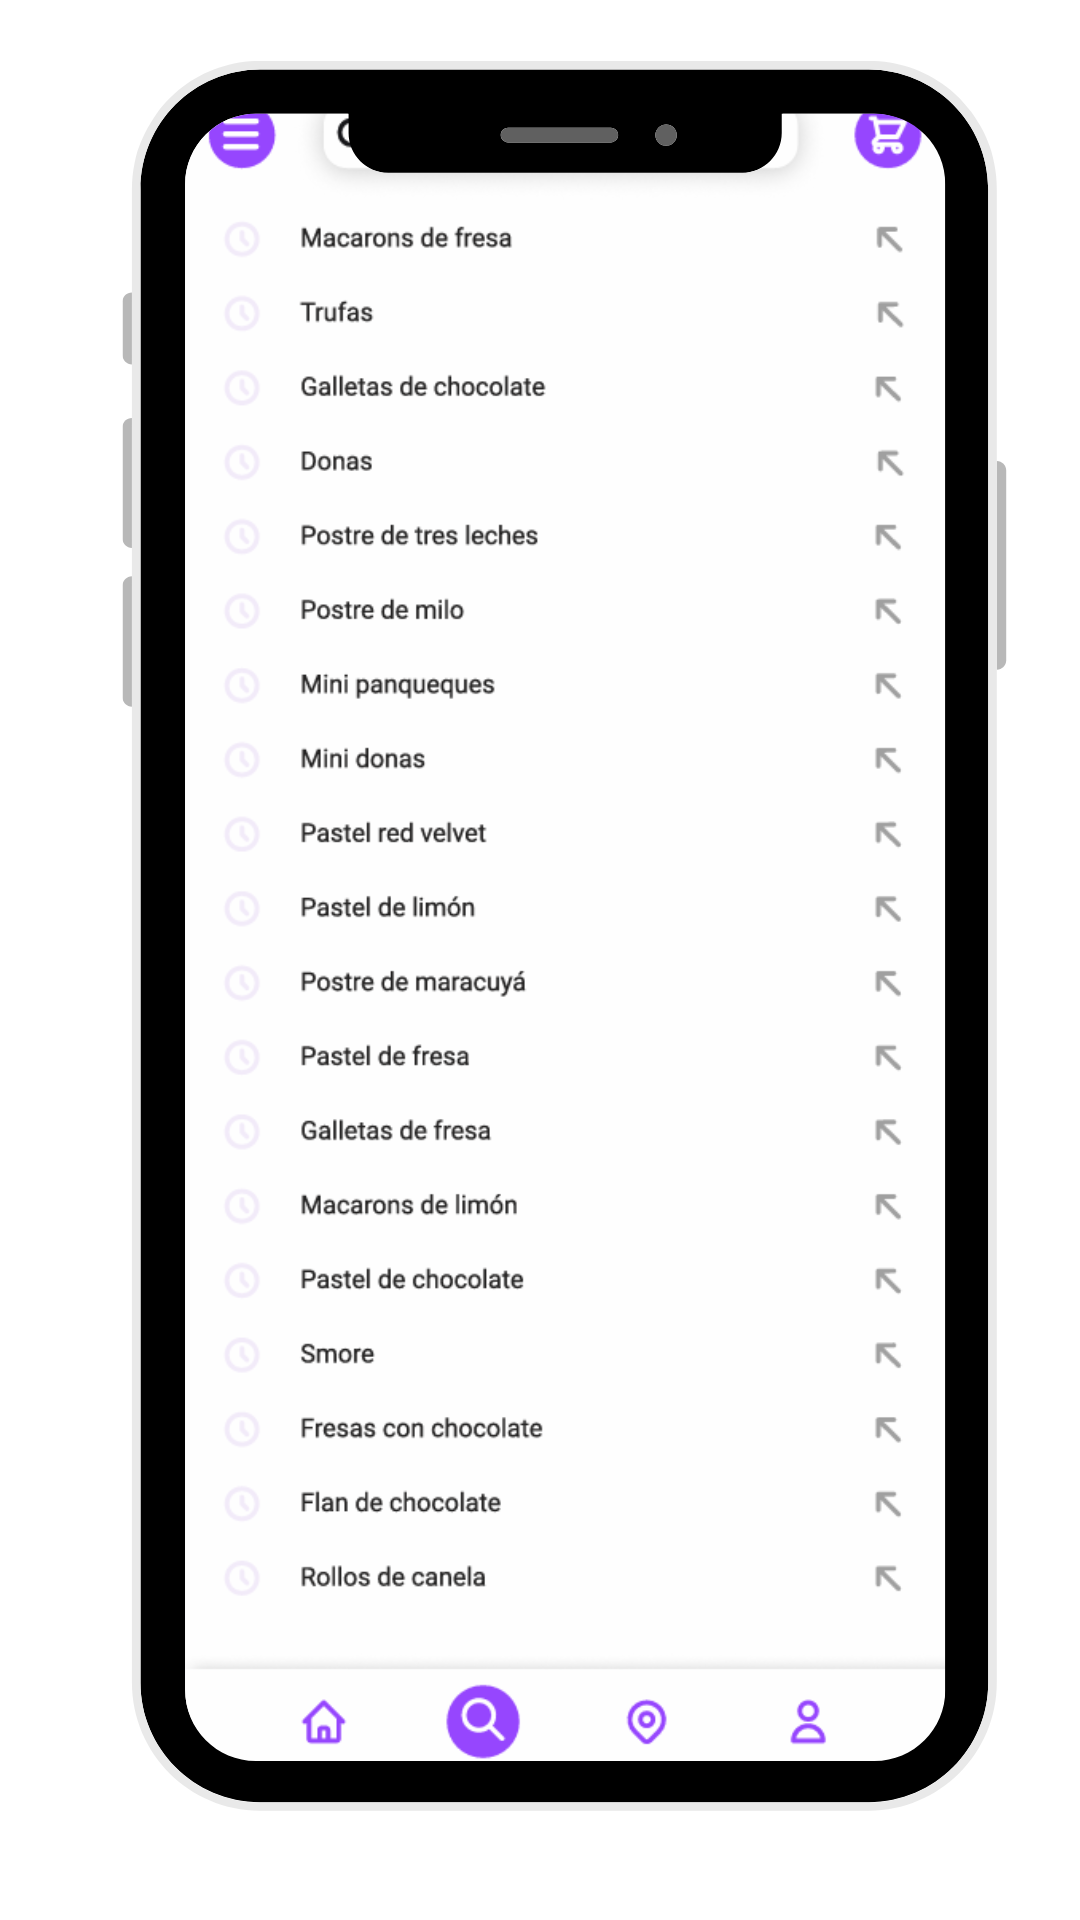 Macarons de fresa
Trufas
Galletas de chocolate
Donas
Postre de tres leches
Postre de milo
Mini panqueques
Mini donas
Pastel red velvet
Pastel de limón
Postre de maracuyá
Pastel de fresa
Galletas de fresa
Macarons de limón
Pastel de chocolate
Smore
Fresas con chocolate
Flan de chocolate
Rollos de canela